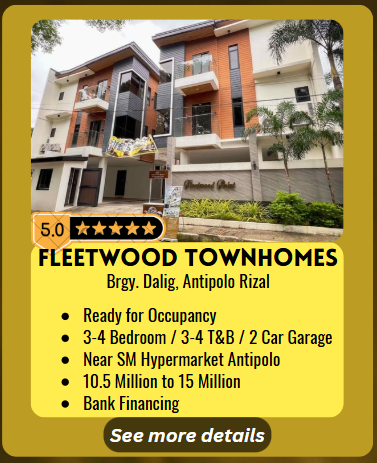 5.0
FLEETWOOD TOWNHOMES
Brgy. Dalig, Antipolo Rizal
Ready for Occupancy
3-4 Bedroom / 3-4 T&B / 2 Car Garage
Near SM Hypermarket Antipolo
10.5 Million to 15 Million
Bank Financing
See more details